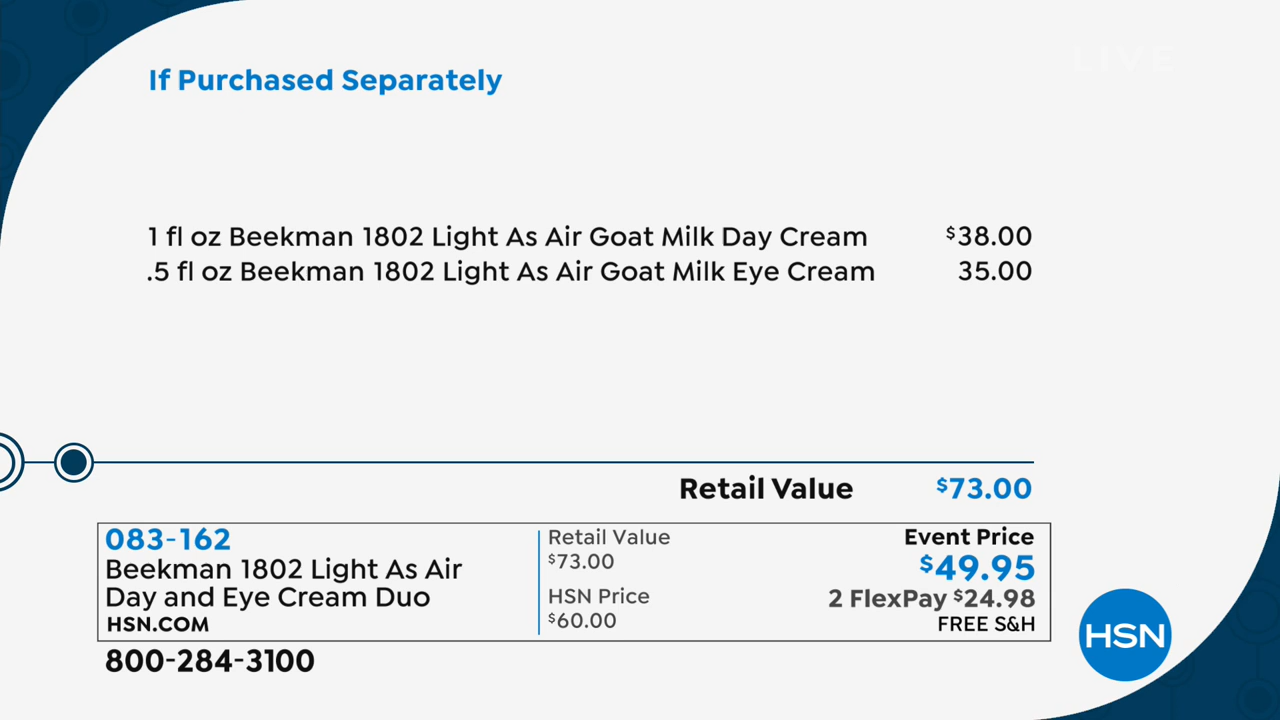 LIVE
If Purchased Separately
1 fl oz Beekman 1802 Light As Air Goat Milk Day Cream $38.00
.5 fl oz Beekman 1802 Light As Air Goat Milk Eye Cream 35.00
Retail Value $73.00
083-162
Beekman 1802 Light As Air
Day and Eye Cream Duo
HSN.COM
Retail Value
$73.00
HSN Price
$60.00
Event Price
$49.95
2 FlexPay $24.98
FREE S&H
800-284-3100
HSN